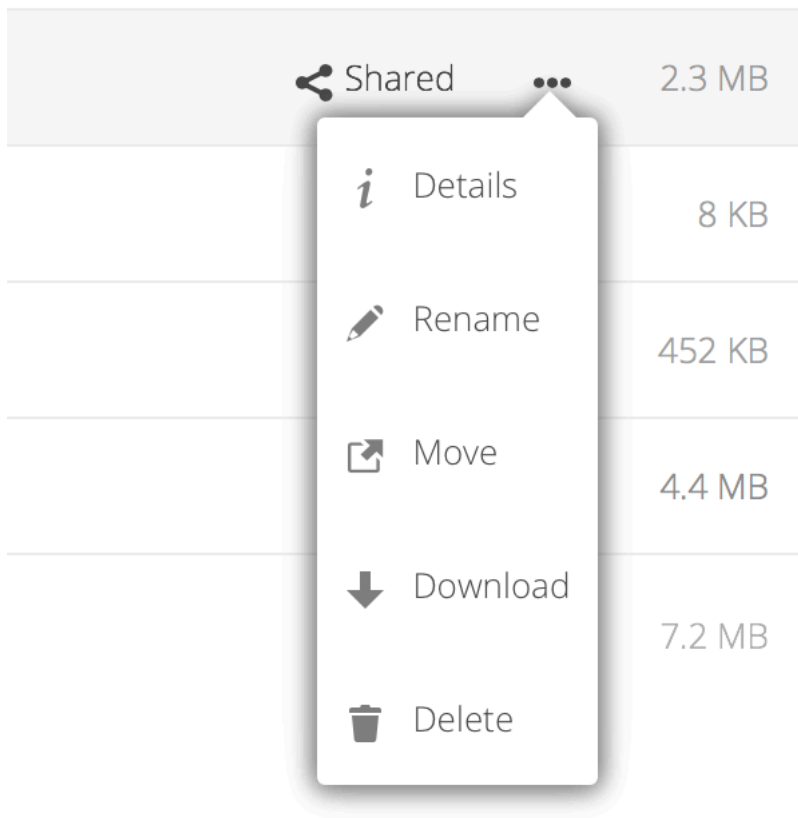 Shared ••• 2.3 MB
Details
8 KB
Rename
452 KB
Move
4.4 MB
Download
7.2 MB
Delete